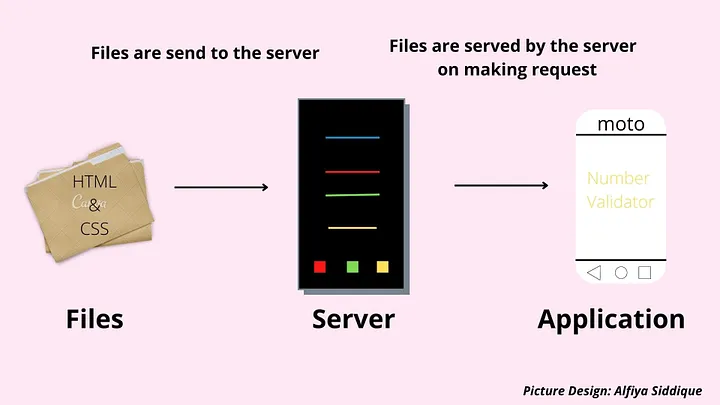 Files are send to the server
Files are served by the server
on making request
HTML
Canva
&
CSS
moto
Number
Validator
Files
Server
Application
Picture Design: Alfiya Siddique